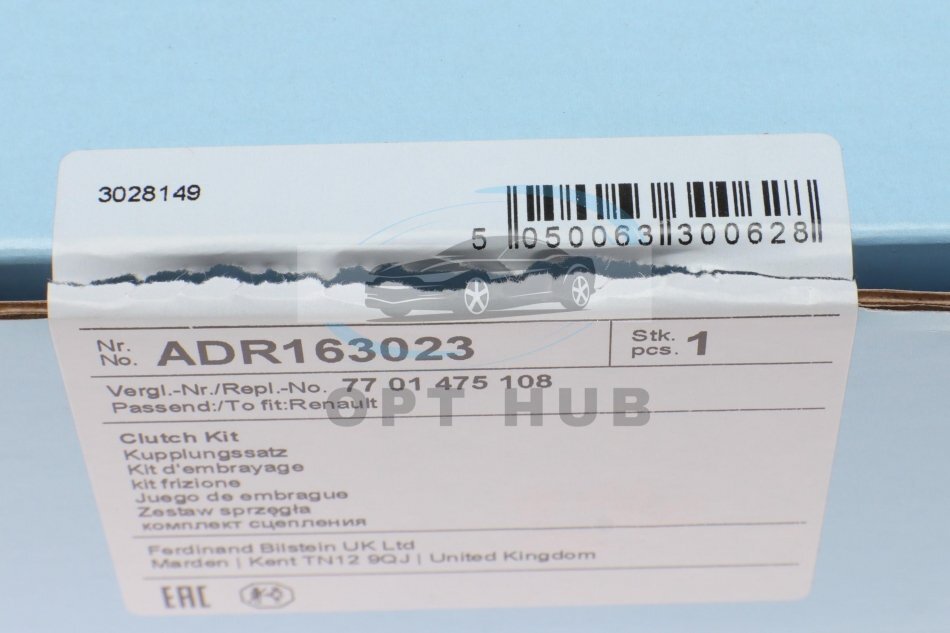 3028149
5 050063 300628
Nr.
No. ADR163023
Stk.
pcs. 1
Vergl.-Nr./Repl.-No. 77 01 475 108
Passend:/To fit:Renault
OPT HUB
Clutch Kit
Kupplungssatz
Kit d'embrayage
kit frizione
Juego de embrague
Zestaw sprzęgła
комплект сцепления
Ferdinand Bilstein UK Ltd
Marden | Kent TN12 9QJ | United Kingdom
EAC